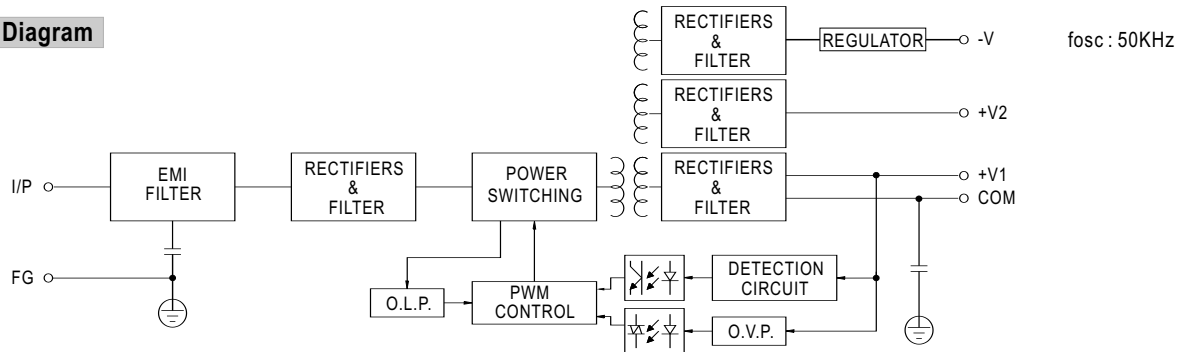 Diagram
RECTIFIERS
&
FILTER
REGULATOR
-V
fosc : 50KHz
RECTIFIERS
&
FILTER
+V2
I/P
EMI
FILTER
RECTIFIERS
&
FILTER
POWER
SWITCHING
RECTIFIERS
&
FILTER
+V1
COM
FG
O.L.P.
PWM
CONTROL
DETECTION
CIRCUIT
O.V.P.